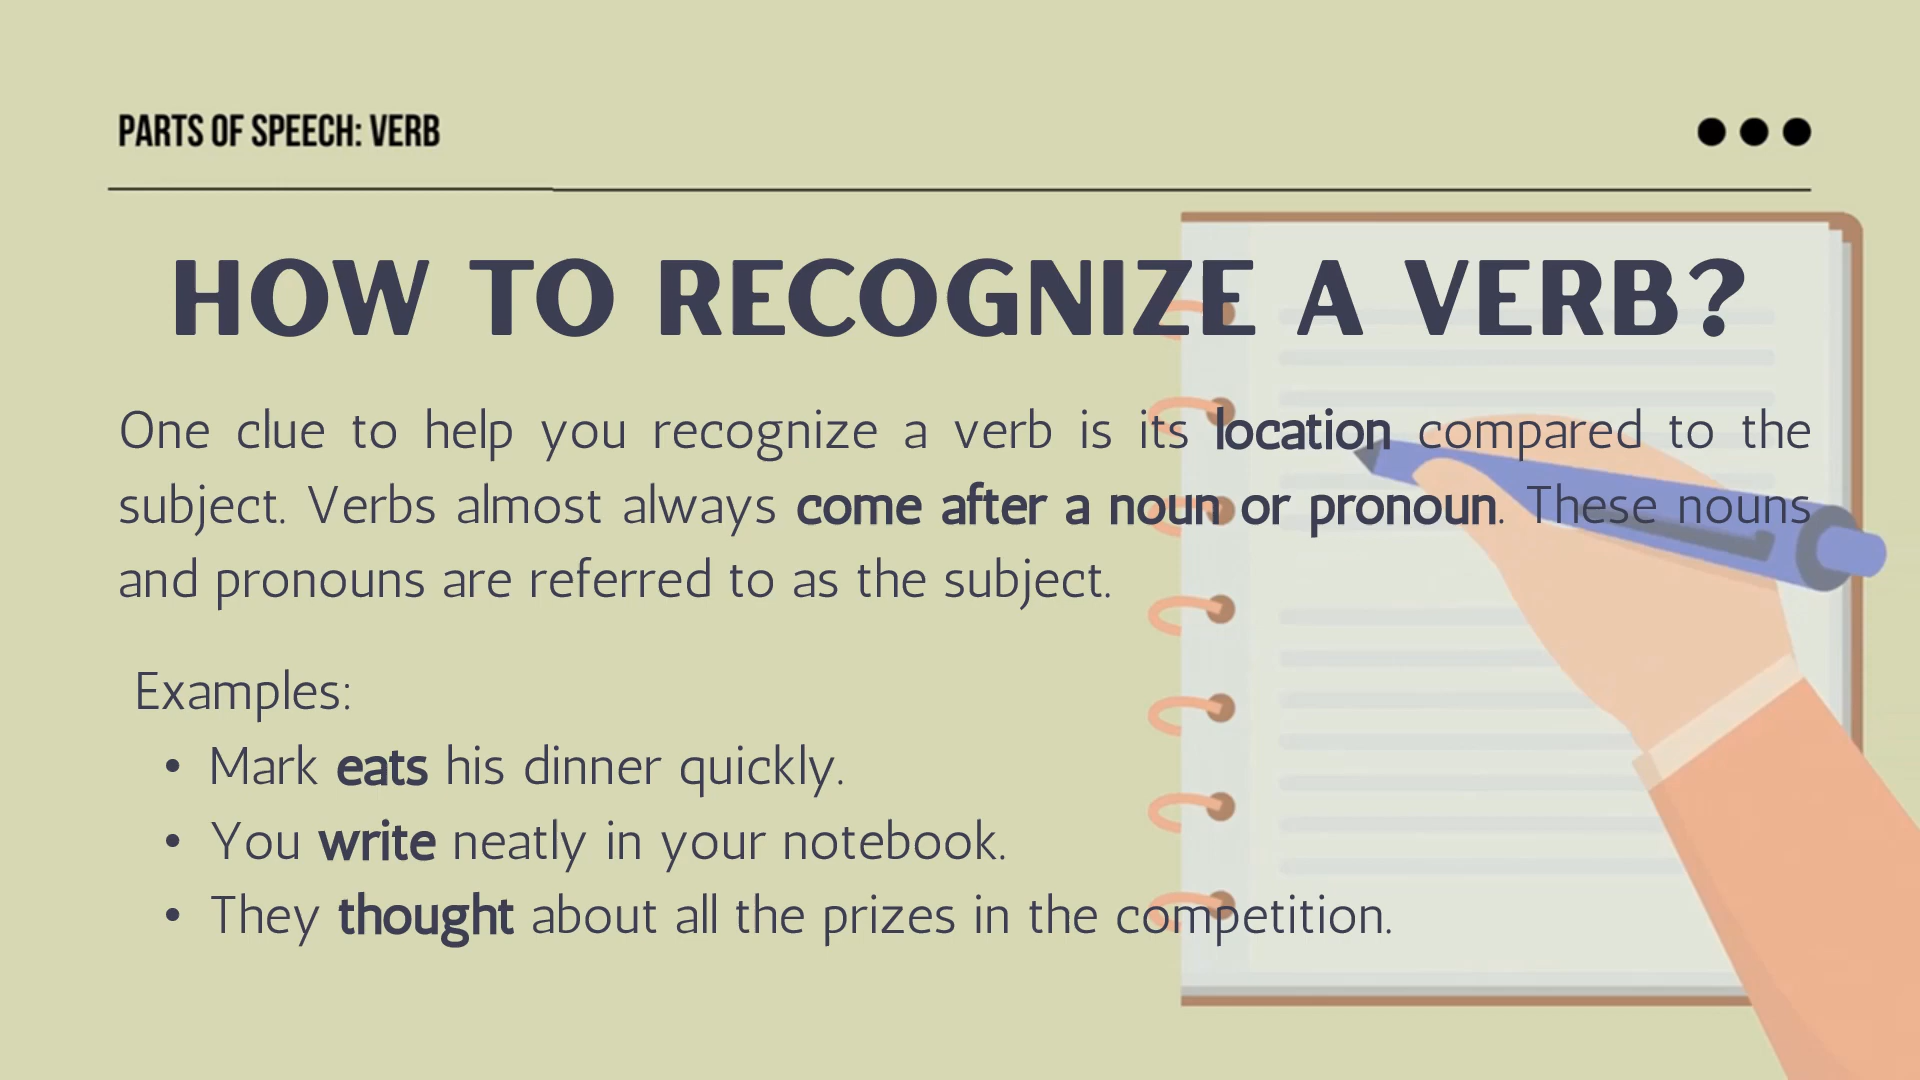 PARTS OF SPEECH: VERB
HOW TO RECOGNIZE A VERB?
One clue to help you recognize a verb is its location compared to the
subject. Verbs almost always come after a noun or pronoun. These nouns
and pronouns are referred to as the subject.
Examples:
• Mark eats his dinner quickly.
• You write neatly in your notebook.
• They thought about all the prizes in the competition.